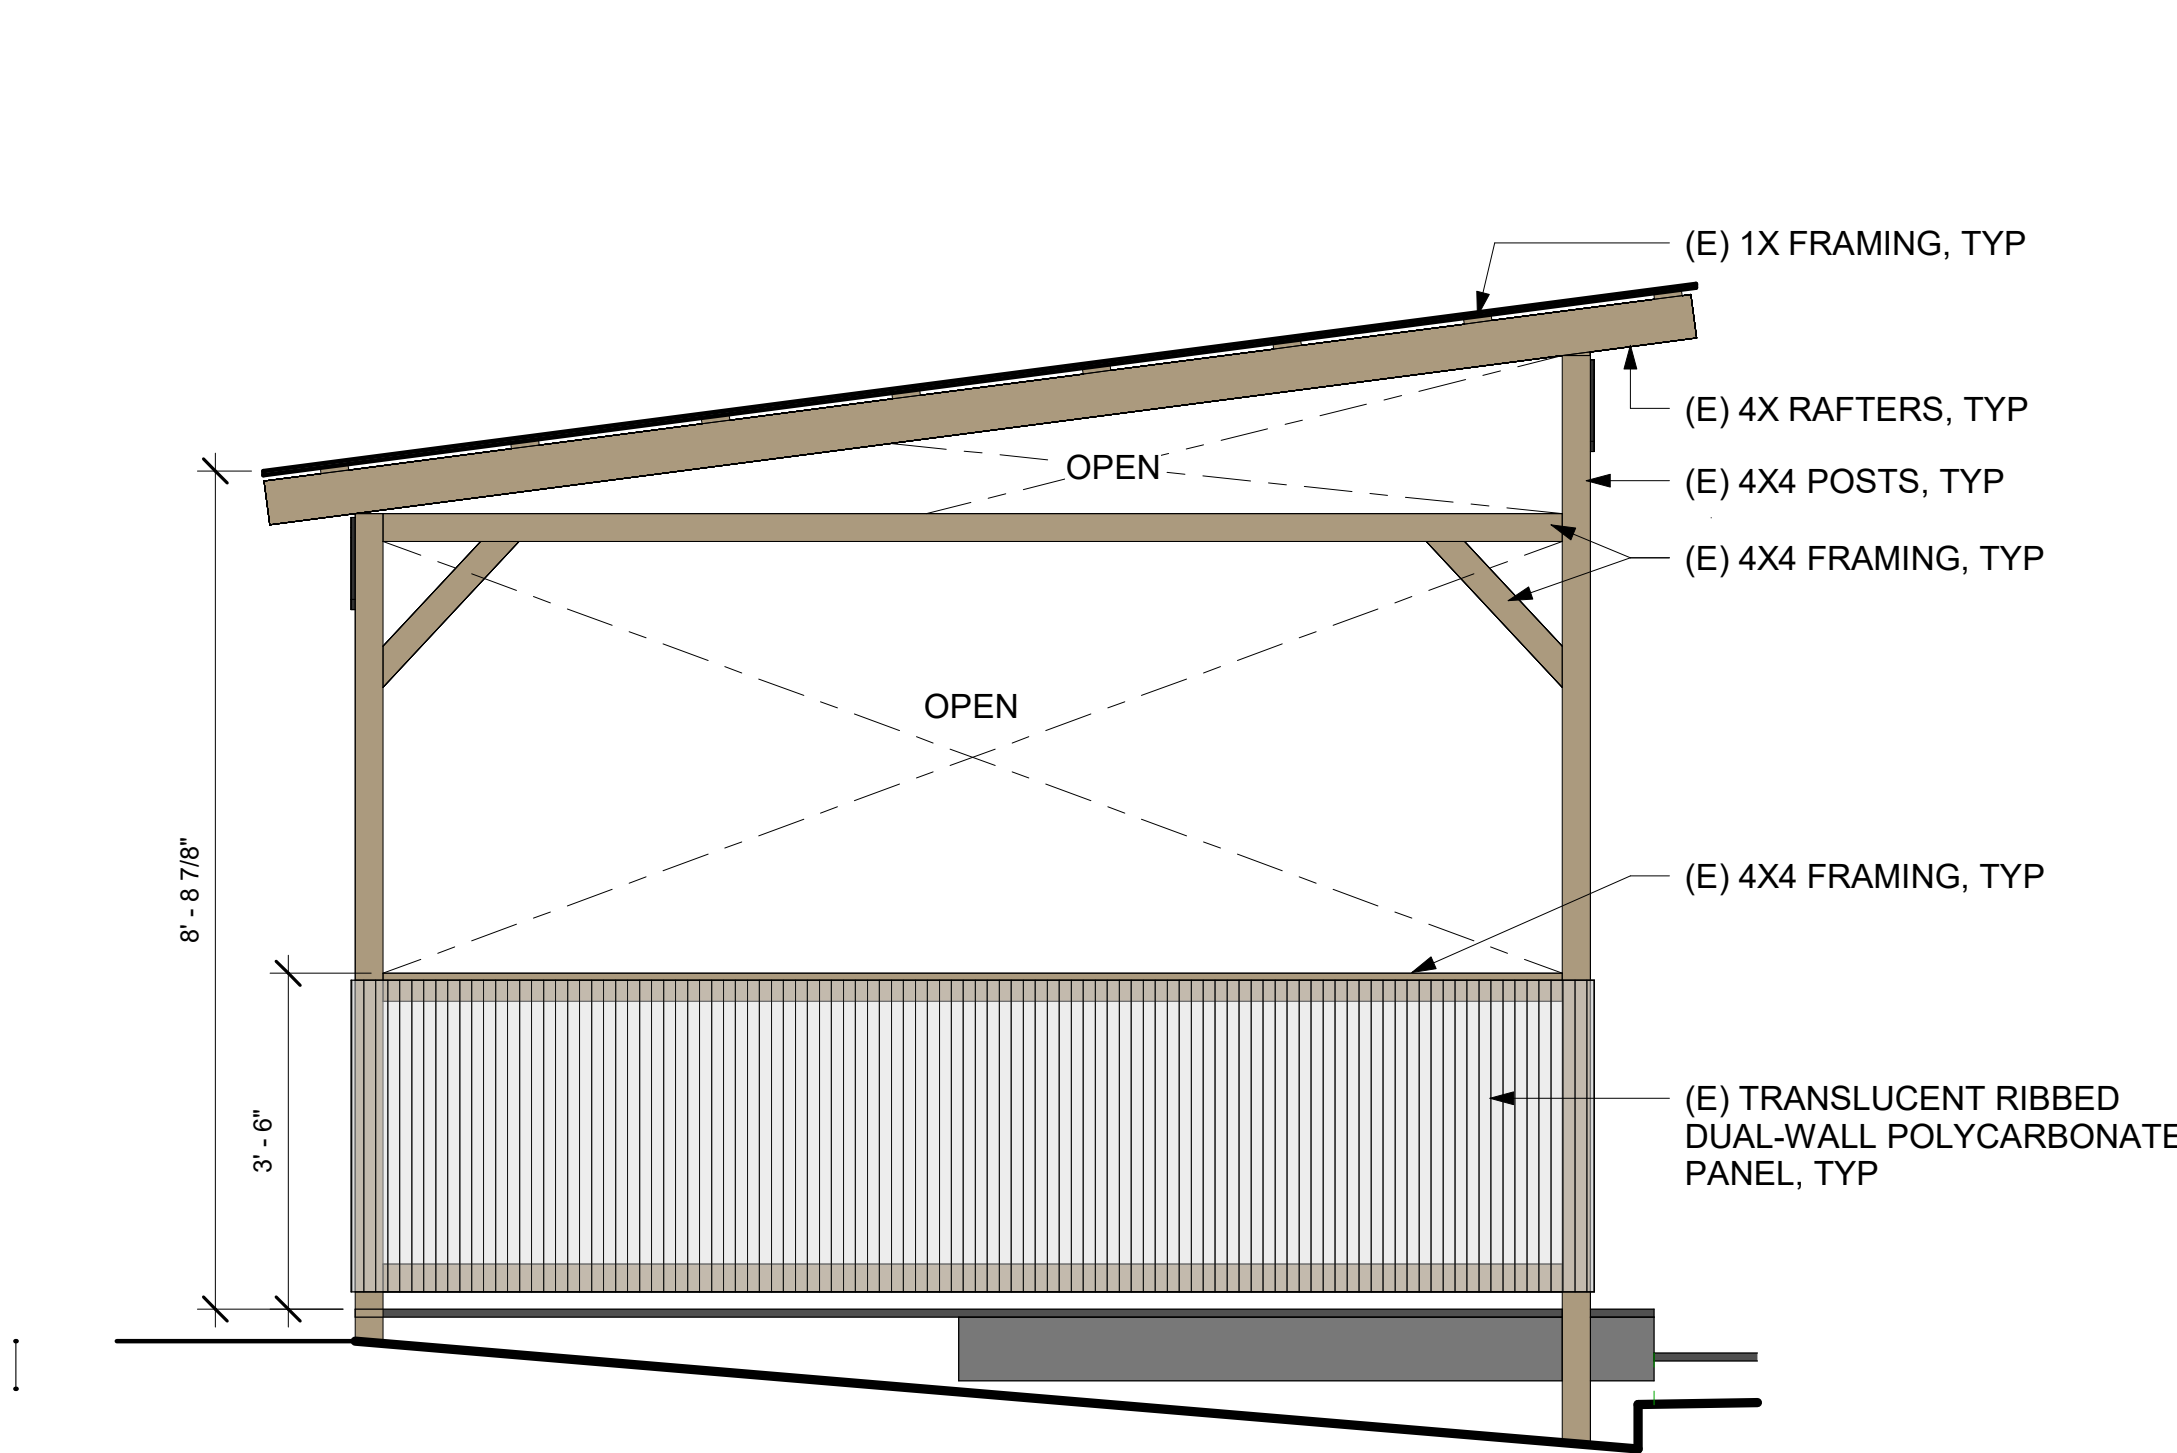 (E) 1X FRAMING, TYP
(E) 4X RAFTERS, TYP
OPEN
(E) 4X4 POSTS, TYP
(E) 4X4 FRAMING, TYP
OPEN
8' - 8 7/8"
(E) 4X4 FRAMING, TYP
3' - 6"
(E) TRANSLUCENT RIBBED
DUAL-WALL POLYCARBONATE
PANEL, TYP